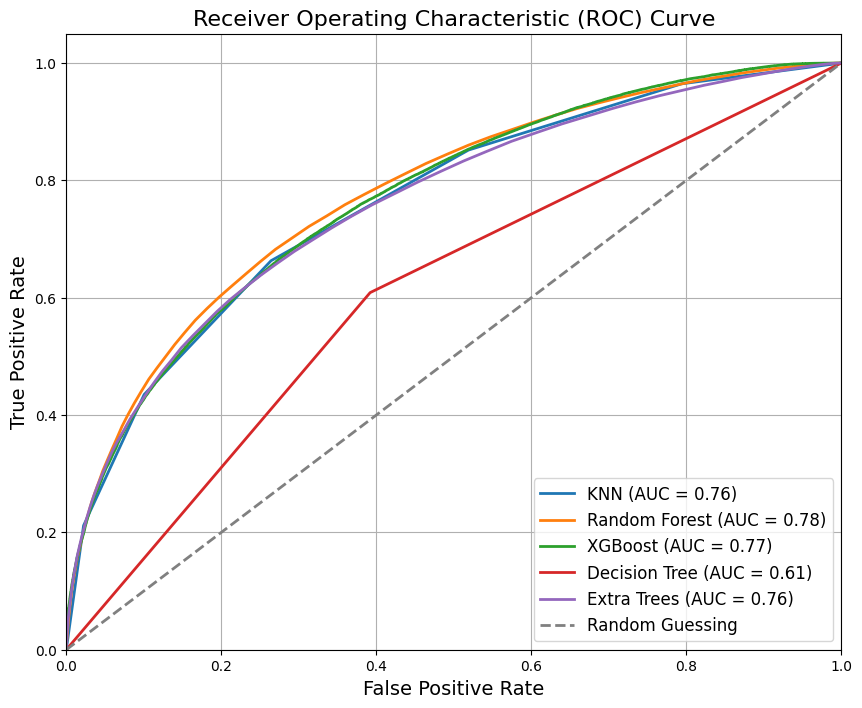 Receiver Operating Characteristic (ROC) Curve
1.0
0.8
0.6
0.4
0.2
0.0
True Positive Rate
KNN (AUC = 0.76)
Random Forest (AUC = 0.78)
XGBoost (AUC = 0.77)
Decision Tree (AUC = 0.61)
Extra Trees (AUC = 0.76)
Random Guessing
0.0 0.2 0.4 0.6 0.8 1.0
False Positive Rate